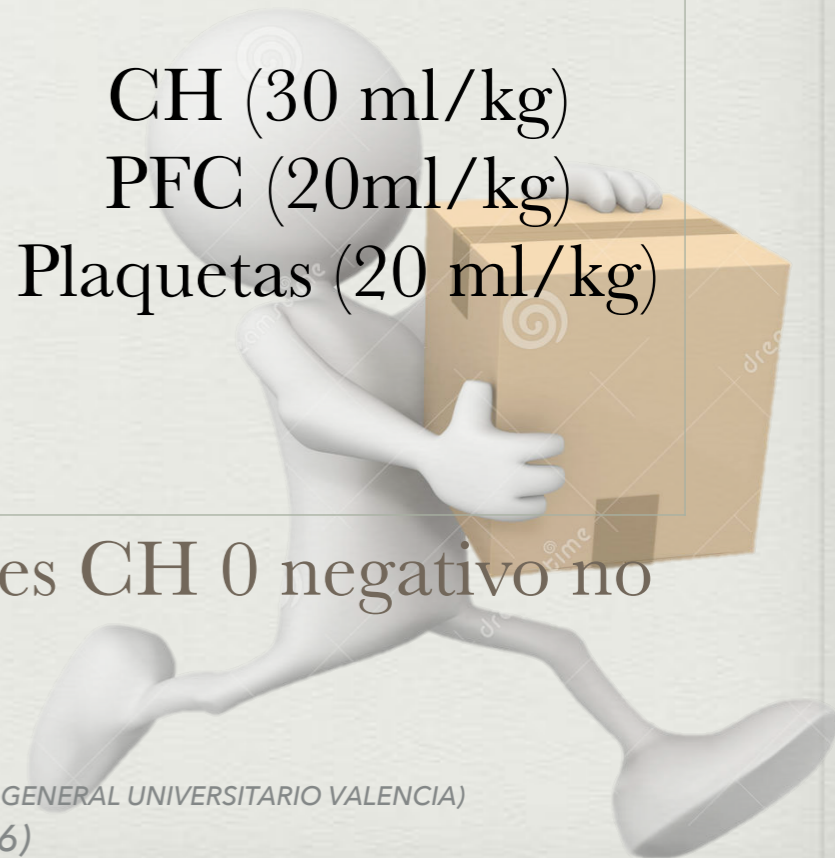 CH (30 ml/kg)
PFC (20ml/kg)
Plaquetas (20 ml/kg)
es CH 0 negativo no
GENERAL UNIVERSITARIO VALENCIA)
6)